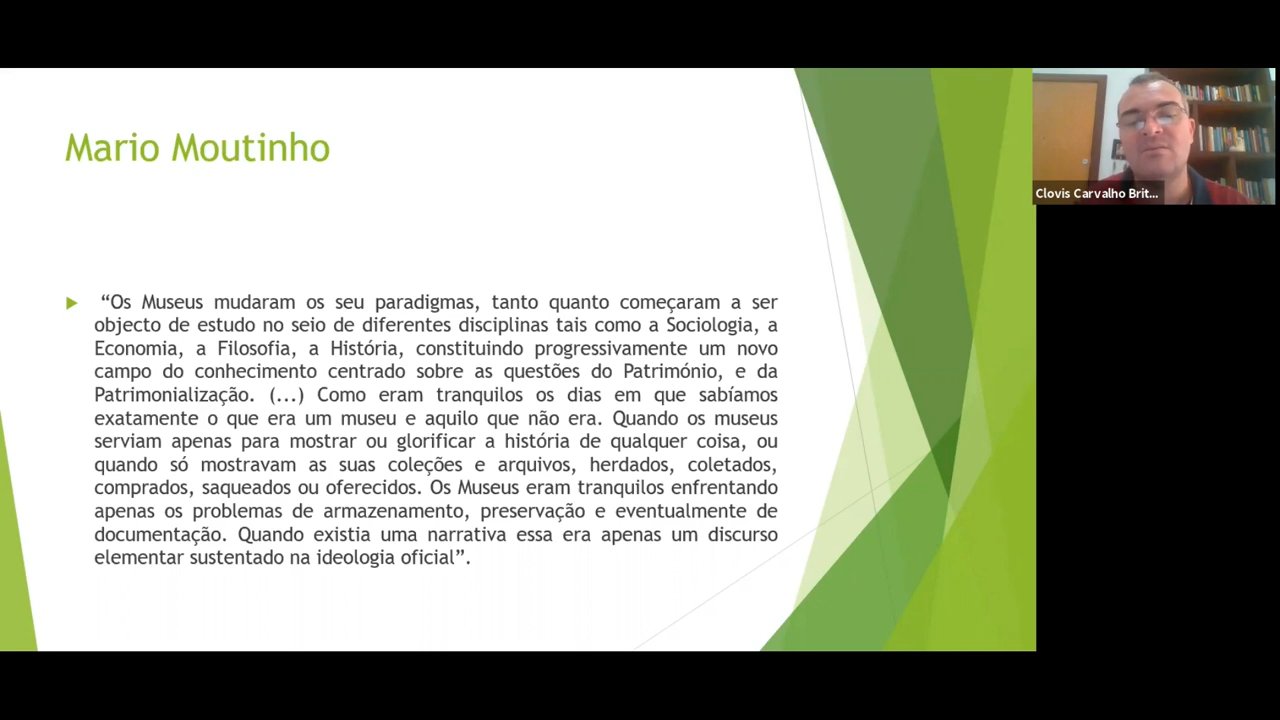 Mario Moutinho
“Os Museus mudaram os seu paradigmas, tanto quanto começaram a ser
objecto de estudo no seio de diferentes disciplinas tais como a Sociologia, a
Economia, a Filosofia, a História, constituindo progressivamente um novo
campo do conhecimento centrado sobre as questões do Património, e da
Patrimonialização. (...) Como eram tranquilos os dias em que sabíamos
exatamente o que era um museu e aquilo que não era. Quando os museus
serviam apenas para mostrar ou glorificar a história de qualquer coisa, ou
quando só mostravam as suas coleções e arquivos, herdados, coletados,
comprados, saqueados ou oferecidos. Os Museus eram tranquilos enfrentando
apenas os problemas de armazenamento, preservação e eventualmente de
documentação. Quando existia uma narrativa essa era apenas um discurso
elementar sustentado na ideologia oficial”.
Clovis Carvalho Brit...